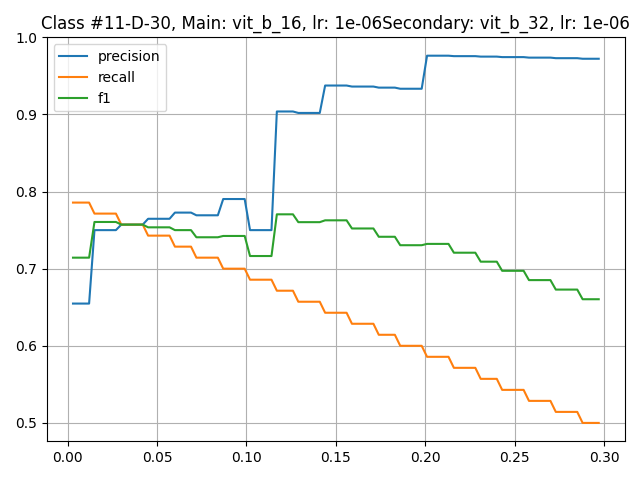 Class #11-D-30, Main: vit_b_16, lr: 1e-06Secondary: vit_b_32, lr: 1e-06
precision
recall
f1
1.0
0.9
0.8
0.7
0.6
0.5
0.00 0.05 0.10 0.15 0.20 0.25 0.30